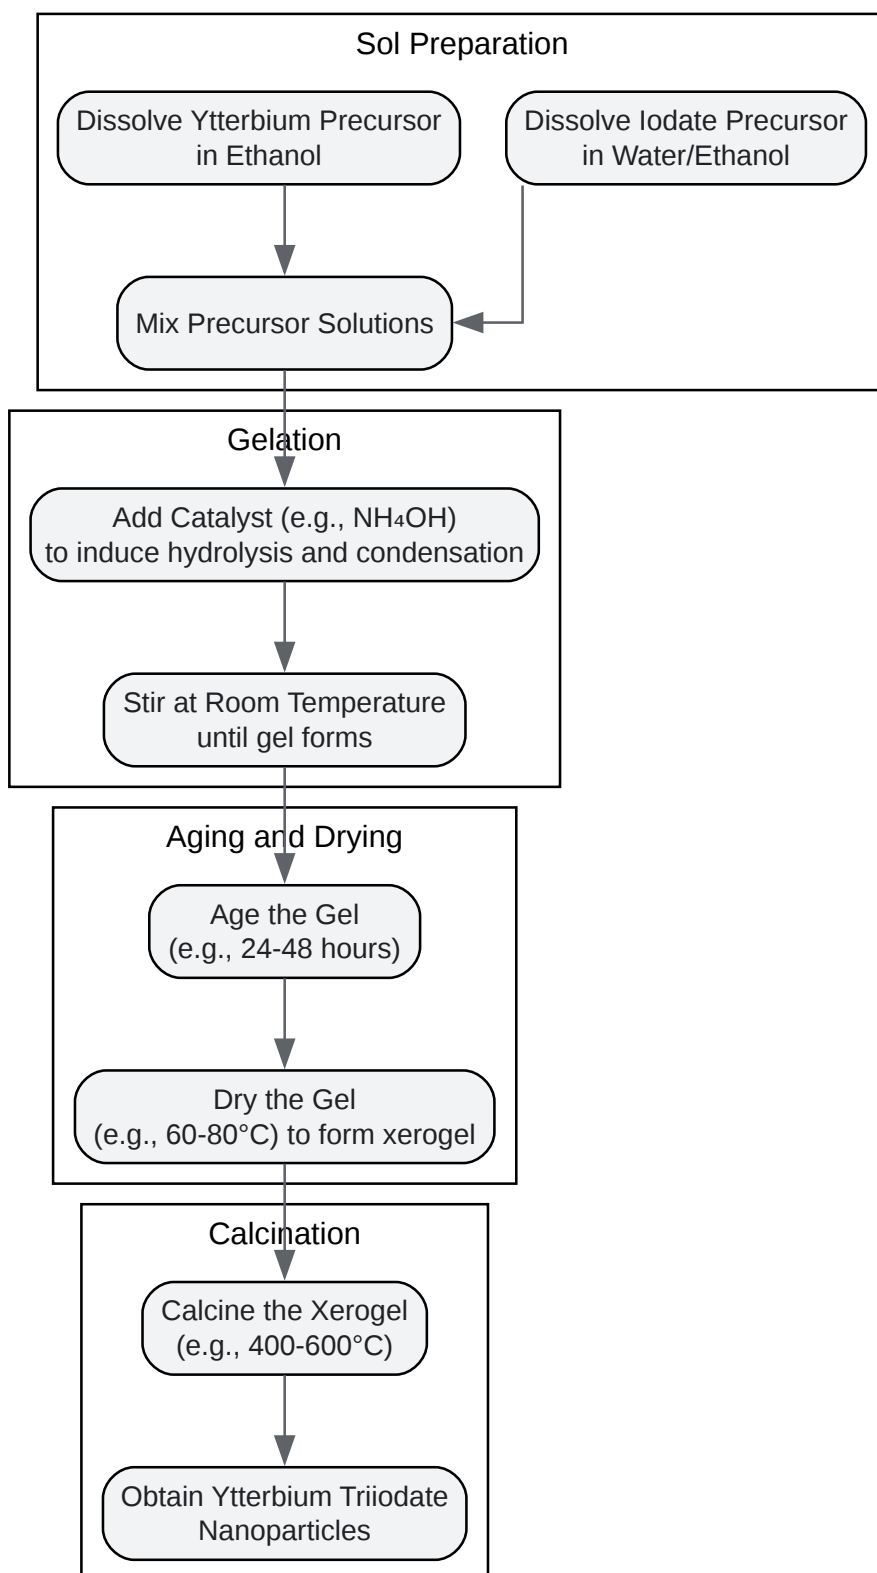 Sol Preparation
Dissolve Ytterbium Precursor
in Ethanol
Dissolve Iodate Precursor
in Water/Ethanol
Mix Precursor Solutions
Gelation
Add Catalyst (e.g., NH₄OH)
to induce hydrolysis and condensation
Stir at Room Temperature
until gel forms
Aging and Drying
Age the Gel
(e.g., 24-48 hours)
Dry the Gel
(e.g., 60-80°C) to form xerogel
Calcination
Calcine the Xerogel
(e.g., 400-600°C)
Obtain Ytterbium Triiodate
Nanoparticles